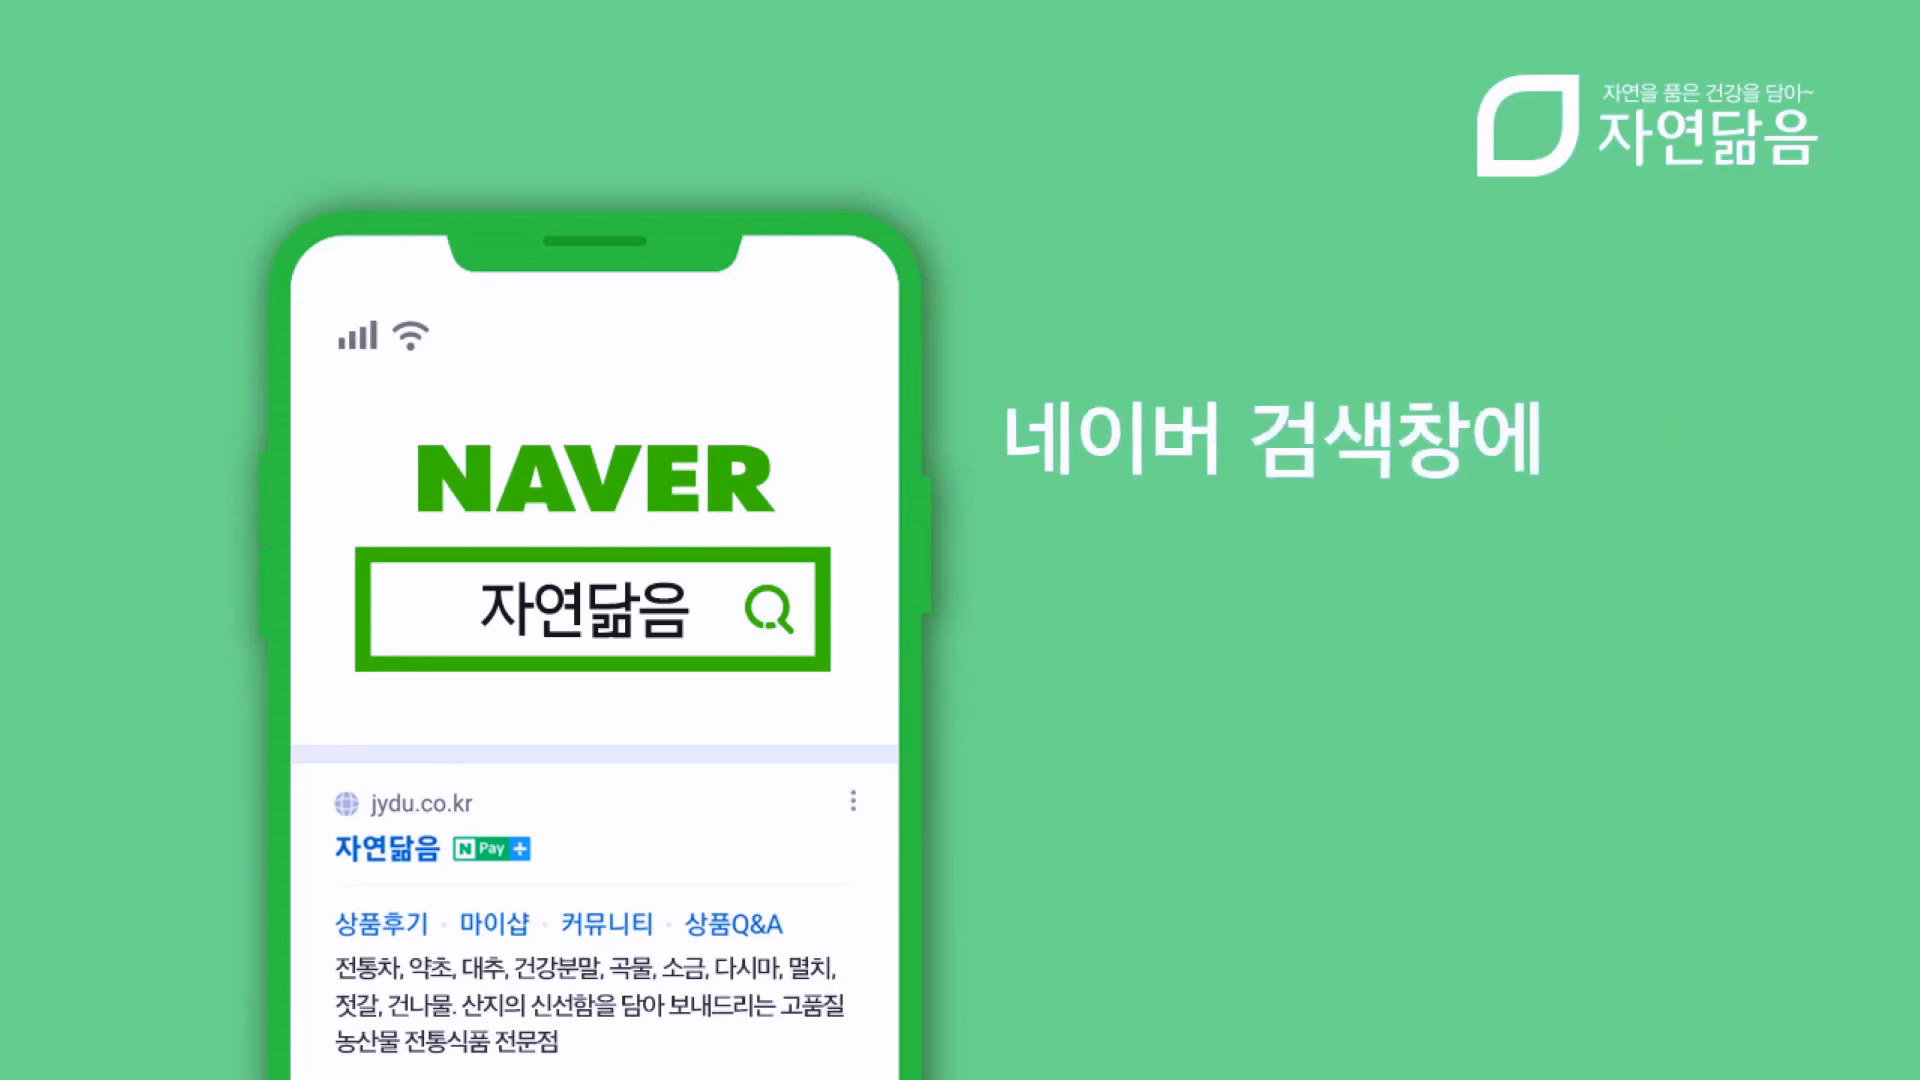 자연을 품은 건강을 담아~
자연닮음
네이버 검색창에
NAVER
자연닮음
jydu.co.kr
자연닮음 N Pay +
상품후기 · 마이샵 · 커뮤니티 · 상품Q&A
전통차, 약초, 대추, 건강분말, 곡물, 소금, 다시마, 멸치,
젓갈, 건나물. 산지의 신선함을 담아 보내드리는 고품질
농산물 전통식품 전문점